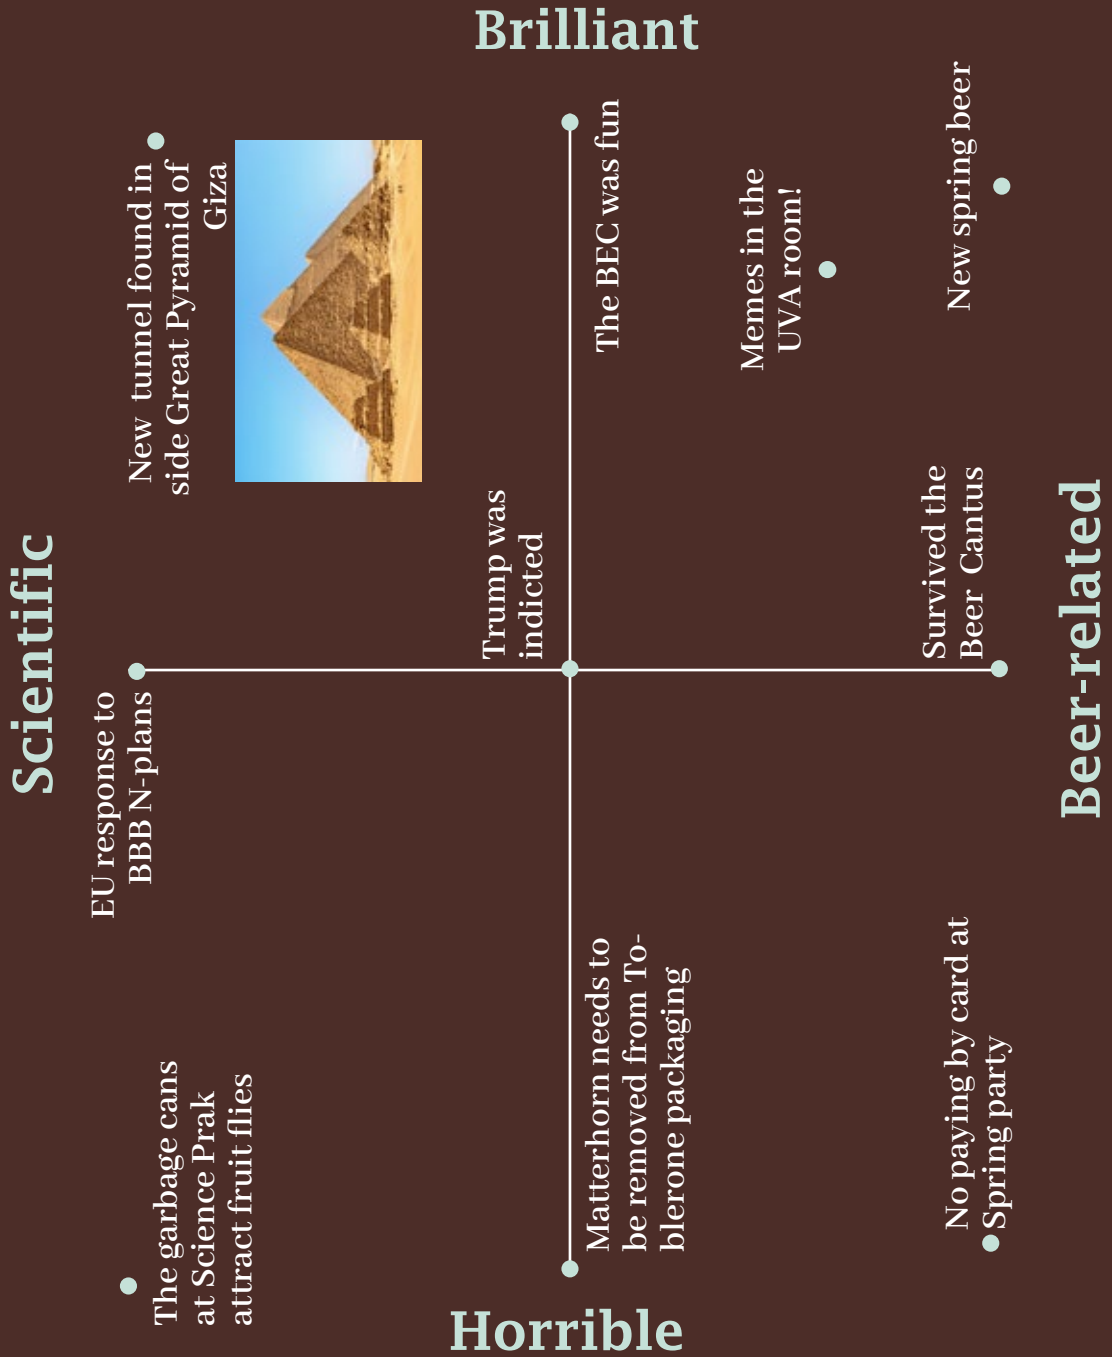 Brilliant
Scientific
New tunnel found in
side Great Pyramid of
Giza
The BEC was fun
Memes in the
UVA room!
New spring beer
Trump was
indicted
Survived the
Beer Cantus
Beer-related
EU response to
BBB N-plans
The garbage cans
at Science Prak
attract fruit flies
Matterhorn needs to
be removed from To-
blerone packaging
No paying by card at
Spring party
Horrible